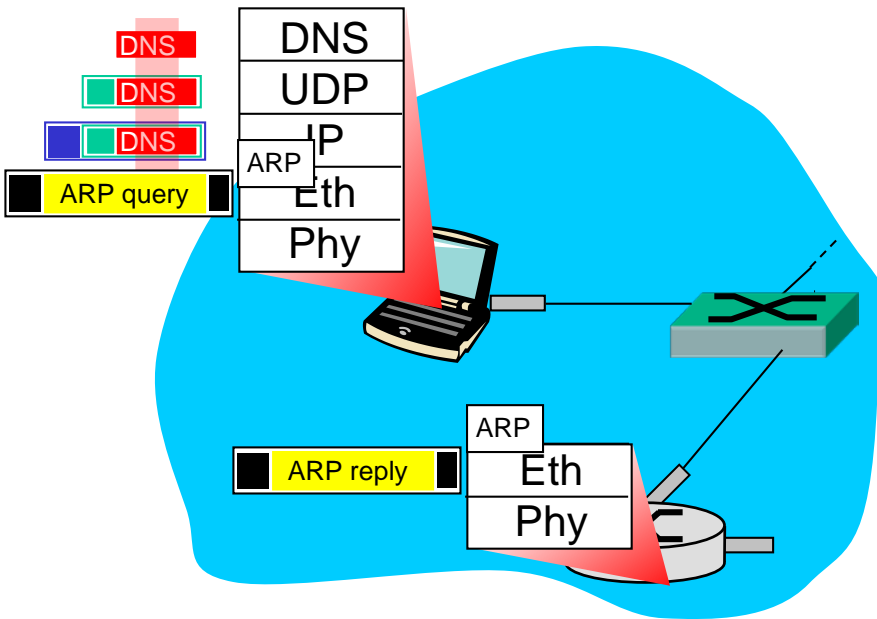 DNS
DNS
DNS
ARP query
DNS
UDP
IP
ARP
Eth
Phy
ARP reply
ARP
Eth
Phy